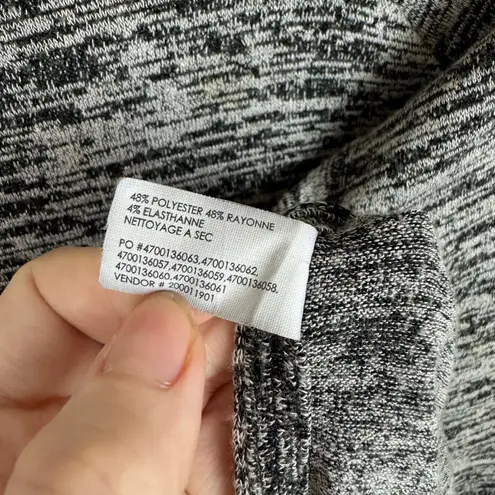 48% POLYESTER 48% RAYONNE
4% ELASTHANNE
NETTOYAGE A SEC
PO #4700136063, 4700136062,
4700136057, 4700136059, 4700136058,
4700136060, 4700136061
VENDOR # 200011901